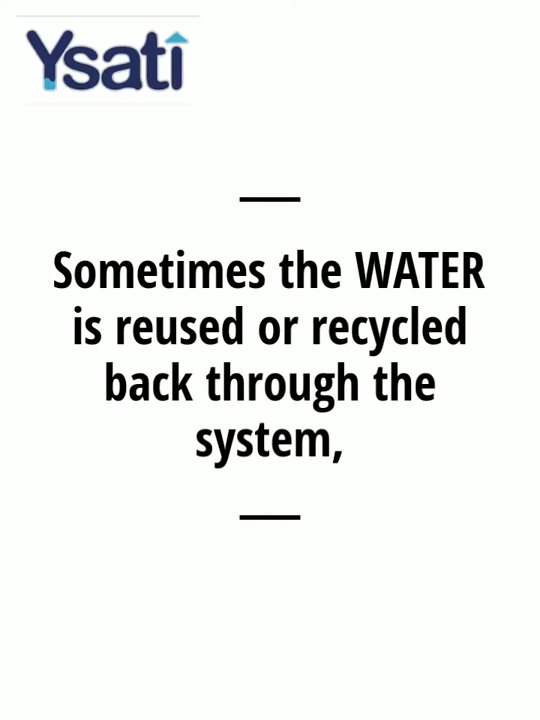 Ysati
Sometimes the WATER
is reused or recycled
back through the
system,